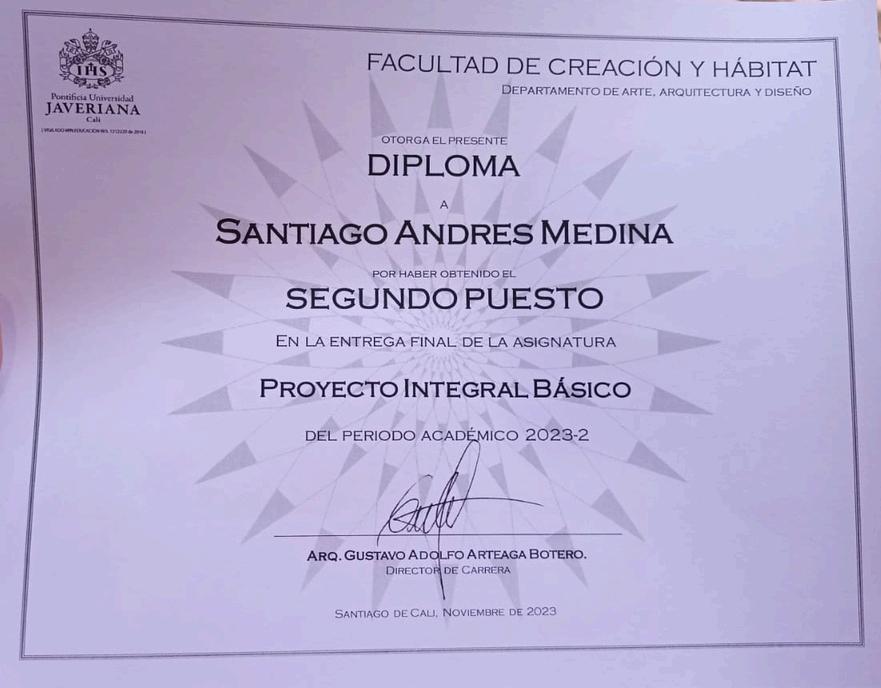 IHS
Pontificia Universidad
JAVERIANA
Cali
FACULTAD DE CREACIÓN Y HÁBITAT
DEPARTAMENTO DE ARTE, ARQUITECTURA Y DISEÑO
OTORGA EL PRESENTE
DIPLOMA
A
SANTIAGO ANDRES MEDINA
POR HABER OBTENIDO EL
SEGUNDO PUESTO
EN LA ENTREGA FINAL DE LA ASIGNATURA
PROYECTO INTEGRAL BÁSICO
DEL PERIODO ACADÉMICO 2023-2
ARQ. GUSTAVO ADOLFO ARTEAGA BOTERO.
DIRECTOR DE CARRERA
SANTIAGO DE CALI, NOVIEMBRE DE 2023